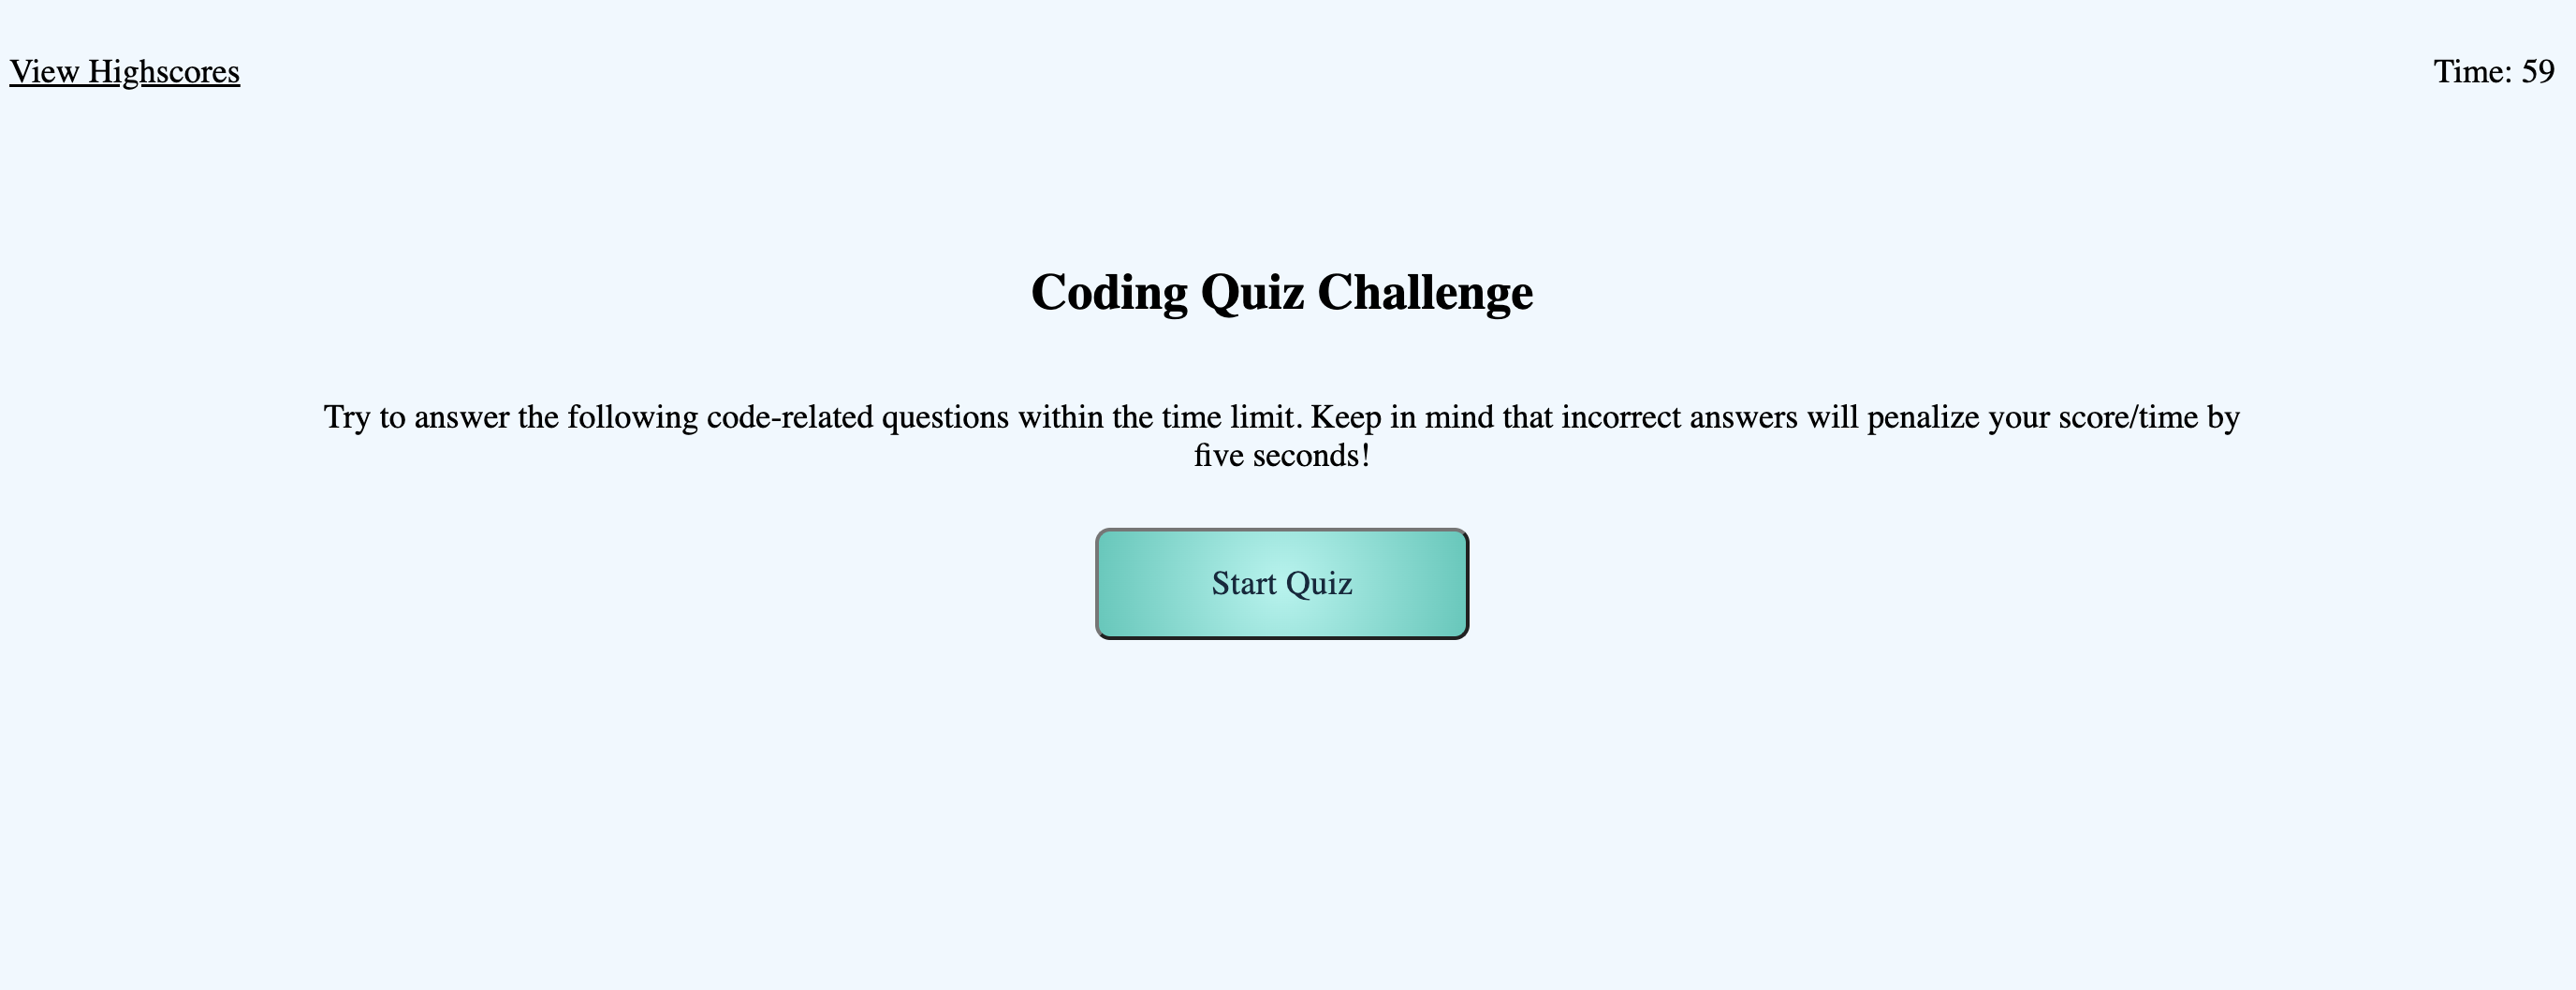 View Highscores
Time: 59
Coding Quiz Challenge
Try to answer the following code-related questions within the time limit. Keep in mind that incorrect answers will penalize your score/time by
five seconds!
Start Quiz